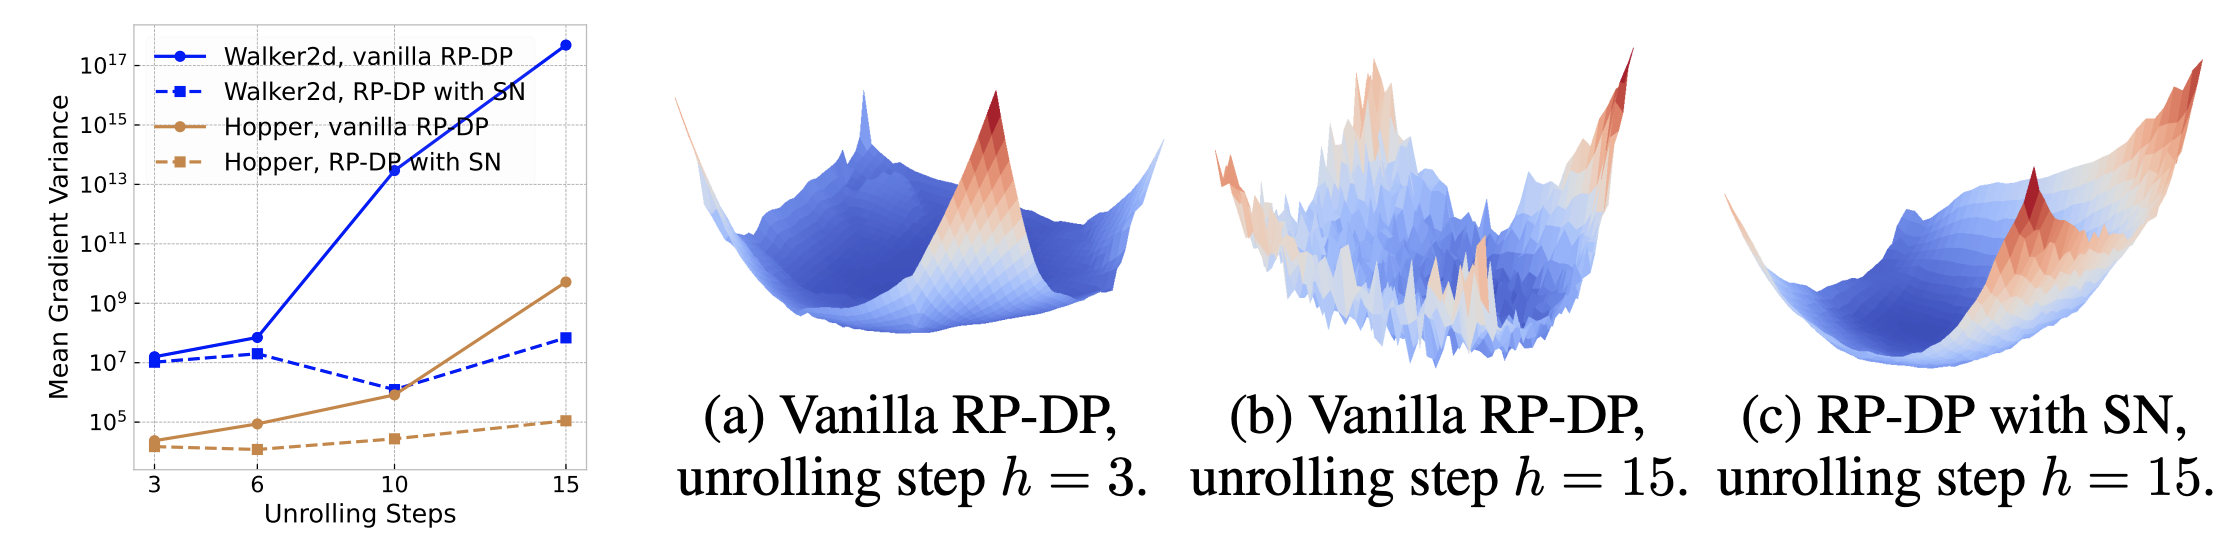 Mean Gradient Variance
10^17
10^15
10^13
10^11
10^9
10^7
10^5
Walker2d, vanilla RP-DP
Walker2d, RP-DP with SN
Hopper, vanilla RP-DP
Hopper, RP-DP with SN
3 6 10 15
Unrolling Steps
(a) Vanilla RP-DP,
unrolling step h = 3.
(b) Vanilla RP-DP,
unrolling step h = 15.
(c) RP-DP with SN,
unrolling step h = 15.